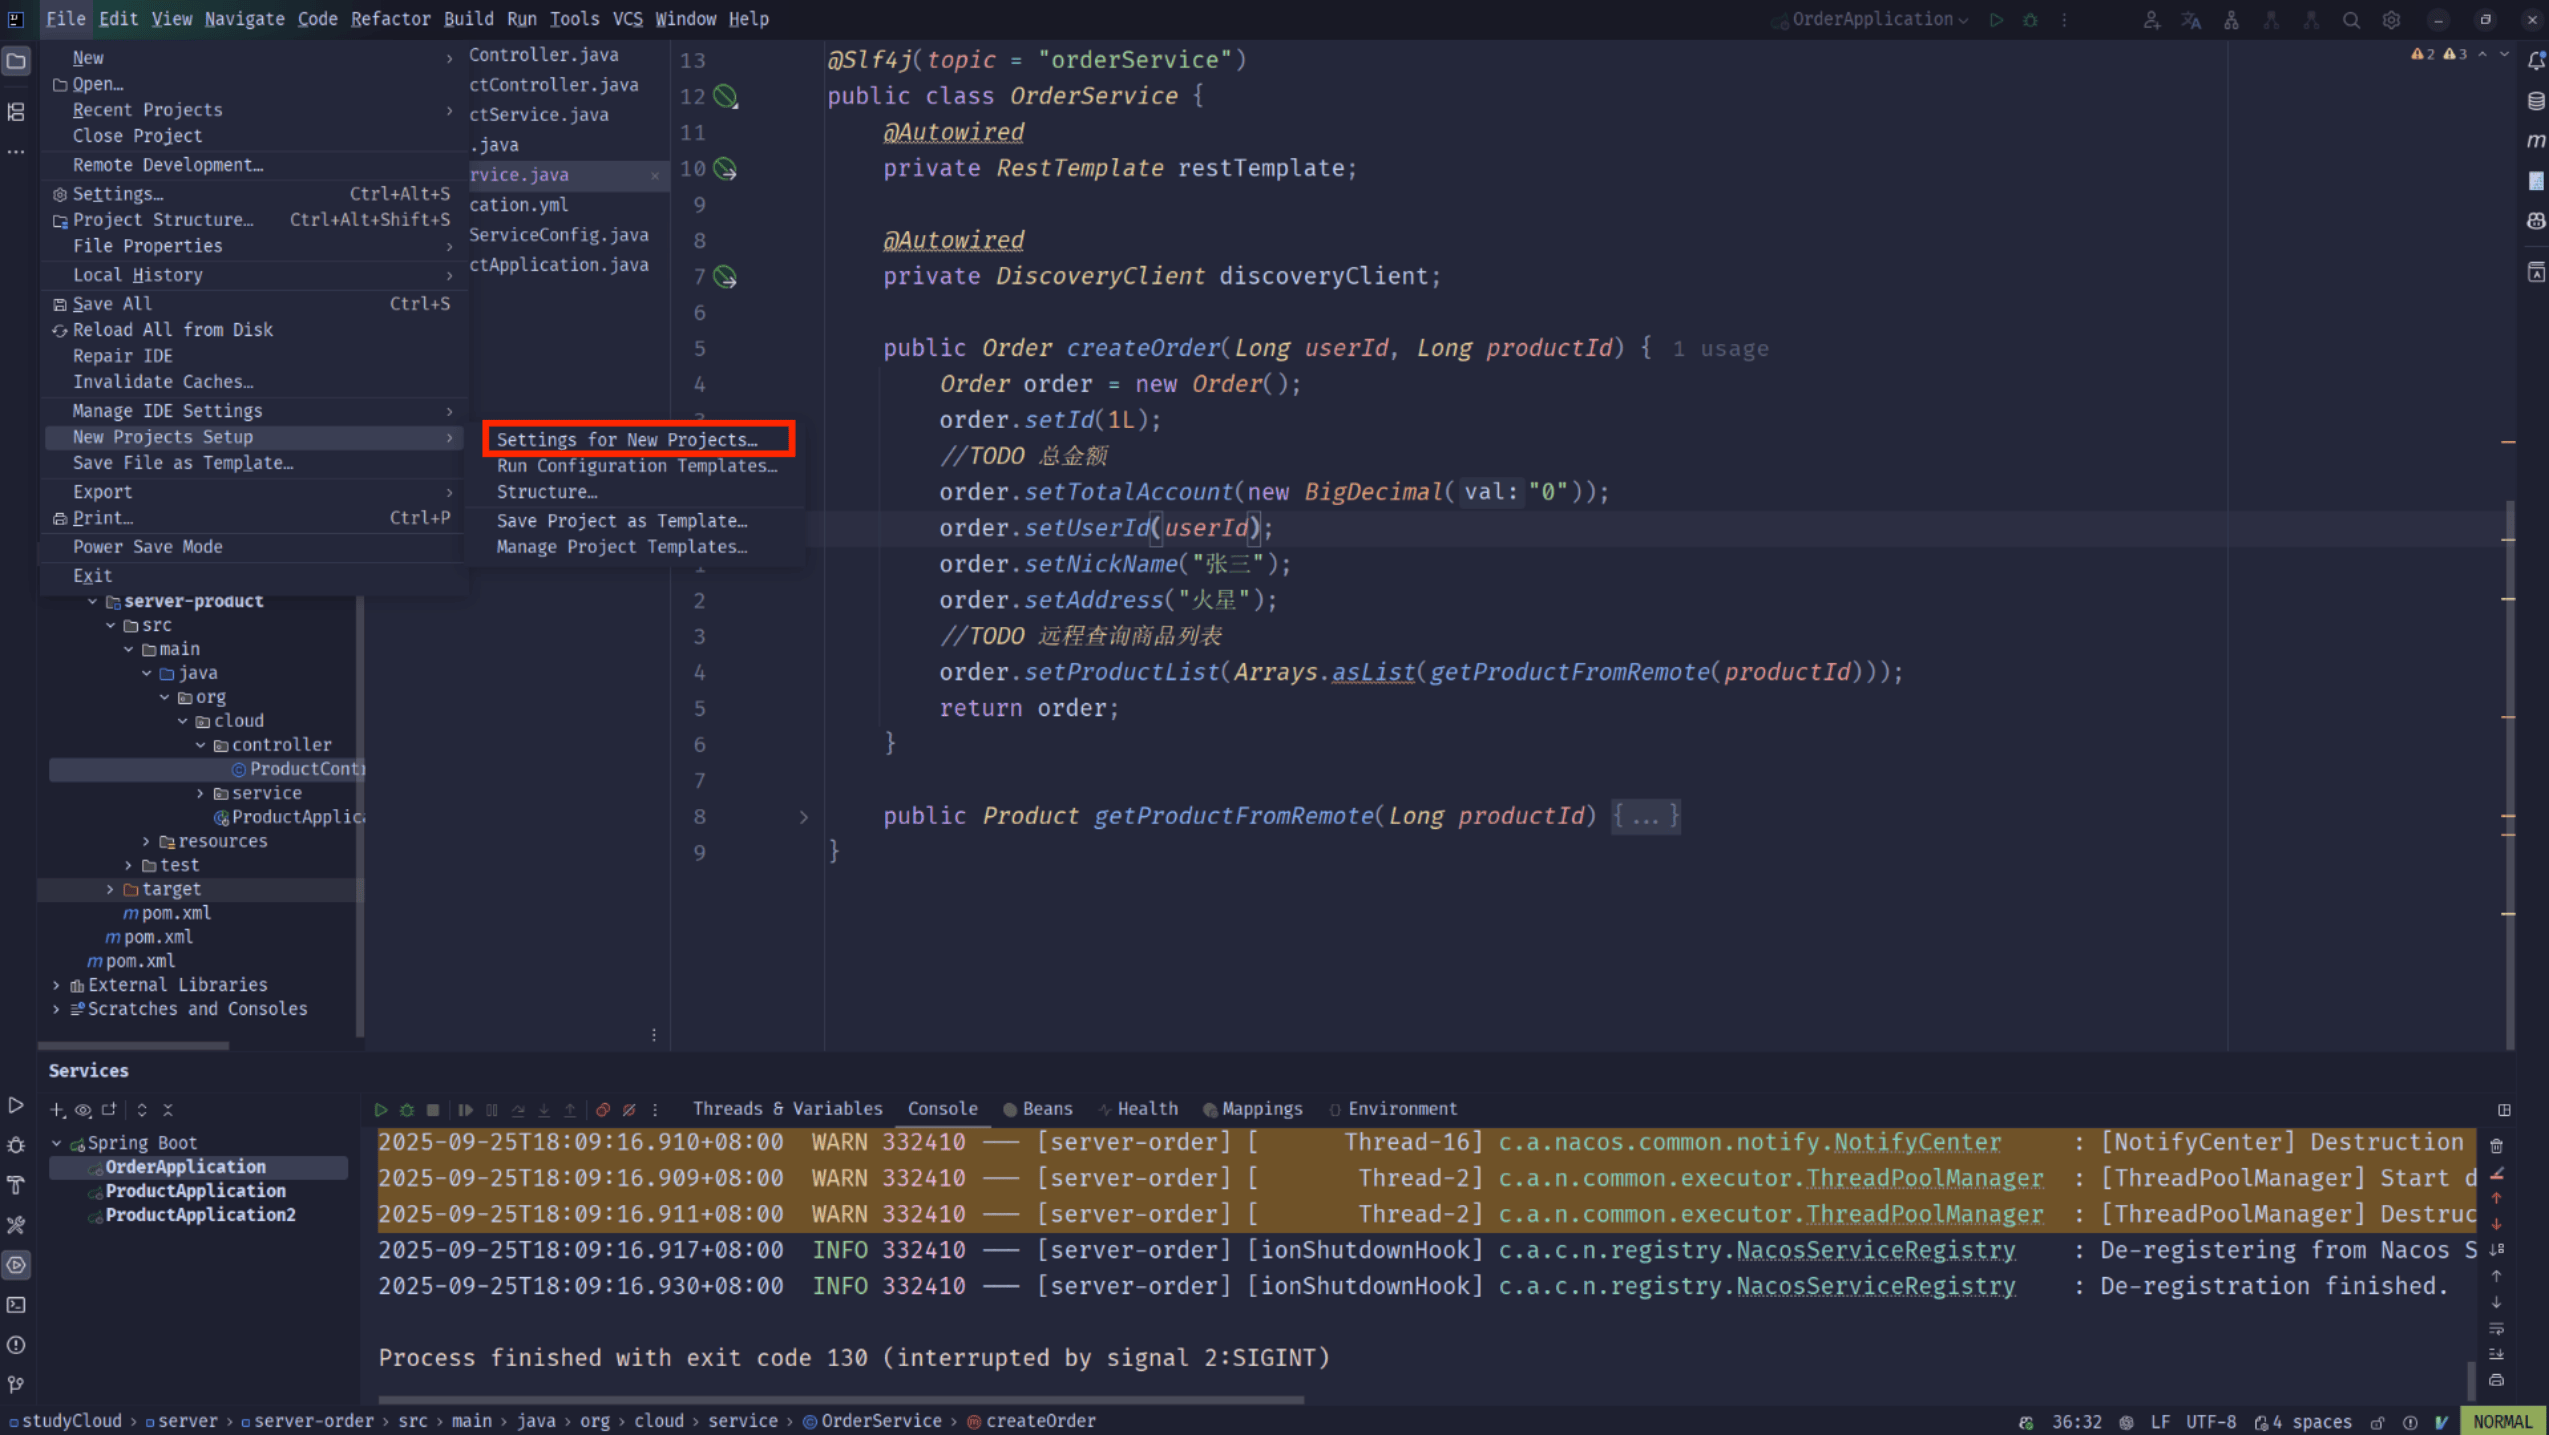 File Edit View Navigate Code Refactor Build Run Tools VCS Window Help
OrderApplication
New
Open…
Recent Projects
Close Project
Remote Development…
Settings… Ctrl+Alt+S
Project Structure… Ctrl+Alt+Shift+S
File Properties
Local History
Save All Ctrl+S
Reload All from Disk
Repair IDE
Invalidate Caches…
Manage IDE Settings
New Projects Setup
Save File as Template…
Export
Print… Ctrl+P
Power Save Mode
Exit
Settings for New Projects…
Run Configuration Templates…
Structure…
Save Project as Template…
Manage Project Templates…
Controller.java
ctController.java
ctService.java
.java
rvice.java
cation.yml
ServiceConfig.java
ctApplication.java
server-product
src
main
java
org
cloud
controller
ProductContr
service
ProductApplica
resources
test
target
pom.xml
pom.xml
pom.xml
External Libraries
Scratches and Consoles
2 3
13 @Slf4j(topic = "orderService")
12 public class OrderService {
11 @Autowired
10 private RestTemplate restTemplate;
9
8 @Autowired
7 private DiscoveryClient discoveryClient;
6
5 public Order createOrder(Long userId, Long productId) { 1 usage
4 Order order = new Order();
order.setId(1L);
//TODO 总金额
order.setTotalAccount(new BigDecimal( val: "0"));
order.setUserId(userId);
order.setNickName("张三");
2 order.setAddress("火星");
3 //TODO 远程查询商品列表
4 order.setProductList(Arrays.asList(getProductFromRemote(productId)));
5 return order;
6 }
7
8 public Product getProductFromRemote(Long productId) {...}
9 }
Services
Threads & Variables Console Beans Health Mappings Environment
Spring Boot
OrderApplication
ProductApplication
ProductApplication2
2025-09-25T18:09:16.910+08:00 WARN 332410 --- [server-order] [ Thread-16] c.a.nacos.common.notify.NotifyCenter : [NotifyCenter] Destruction
2025-09-25T18:09:16.909+08:00 WARN 332410 --- [server-order] [ Thread-2] c.a.n.common.executor.ThreadPoolManager : [ThreadPoolManager] Start d
2025-09-25T18:09:16.911+08:00 WARN 332410 --- [server-order] [ Thread-2] c.a.n.common.executor.ThreadPoolManager : [ThreadPoolManager] Destruc
2025-09-25T18:09:16.917+08:00 INFO 332410 --- [server-order] [ionShutdownHook] c.a.c.n.registry.NacosServiceRegistry : De-registering from Nacos S
2025-09-25T18:09:16.930+08:00 INFO 332410 --- [server-order] [ionShutdownHook] c.a.c.n.registry.NacosServiceRegistry : De-registration finished.
Process finished with exit code 130 (interrupted by signal 2:SIGINT)
studyCloud › server › server-order › src › main › java › org › cloud › service › OrderService › createOrder
36:32 LF UTF-8 4 spaces NORMAL